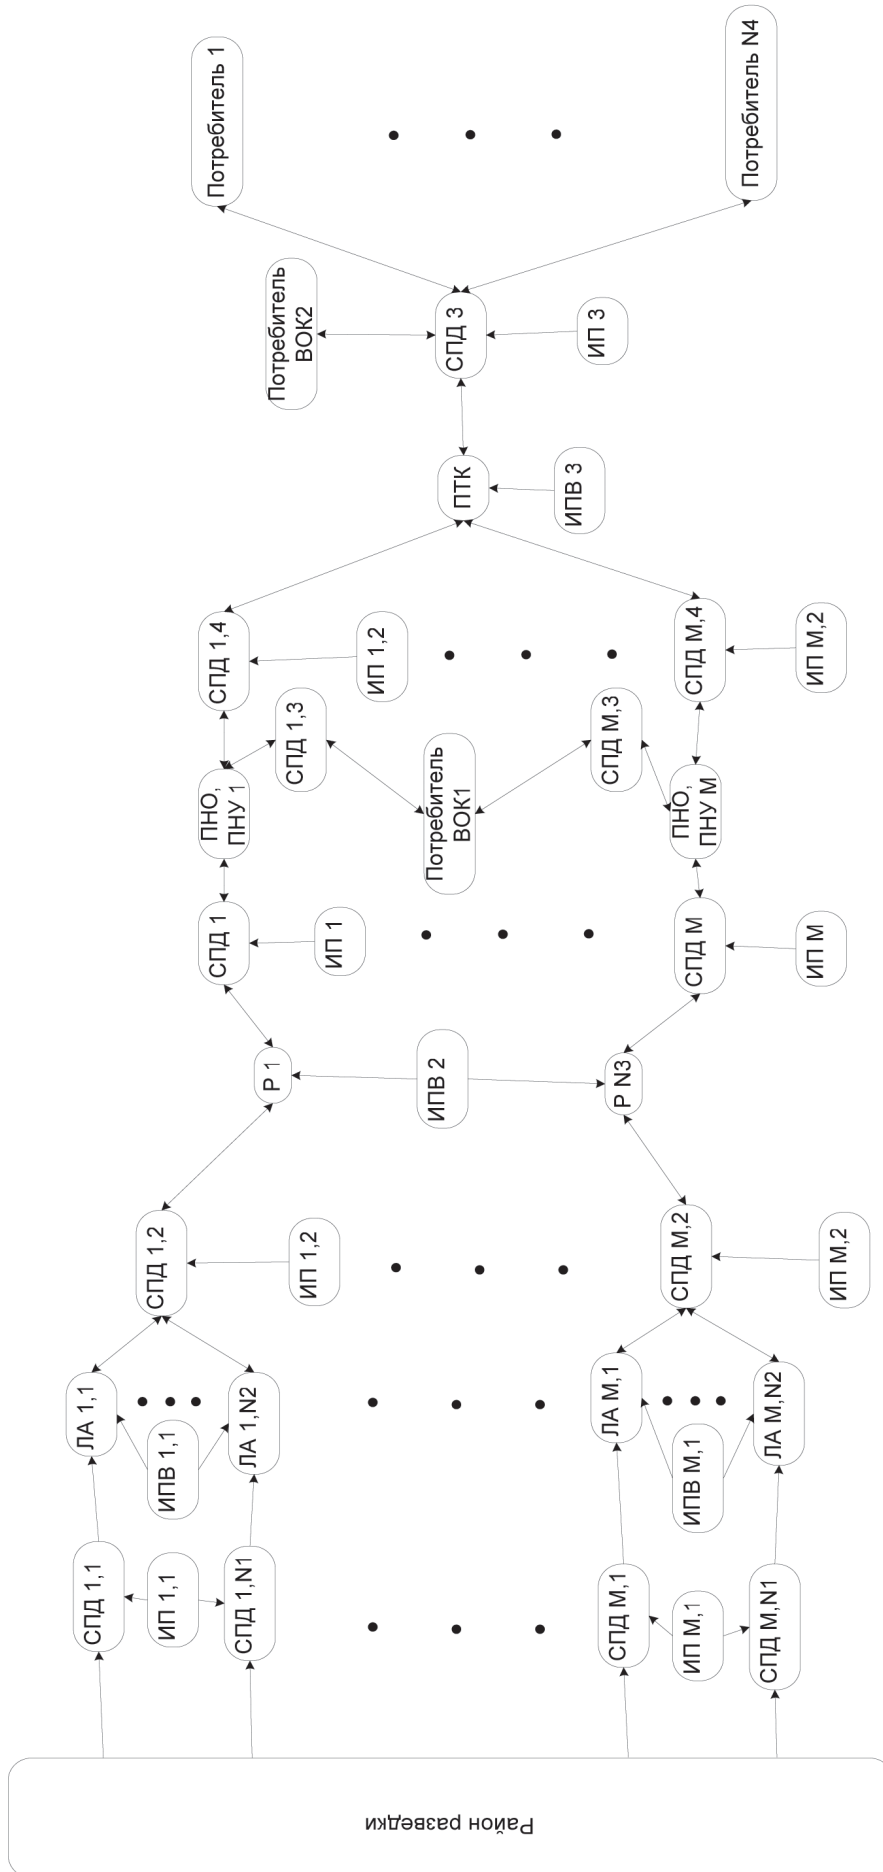 Потребитель 1
Потребитель N4
Потребитель
ВОК2
СПД 3
ИП 3
ПТК
ИПВ 3
СПД 1,4
ИП 1,2
СПД М,4
ИП М,2
СПД 1,3
СПД М,3
ПНО,
ПНУ 1
Потребитель
ВОК1
ПНО,
ПНУ М
СПД 1
ИП 1
СПД М
ИП М
Р 1
ИПВ 2
Р N3
СПД 1,2
ИП 1,2
СПД М,2
ИП М,2
ЛА 1,1
ИПВ 1,1
ЛА 1,N2
ЛА М,1
ИПВ М,1
ЛА М,N2
СПД 1,1
ИП 1,1
СПД 1,N1
СПД М,1
ИП М,1
СПД М,N1
Район разведки